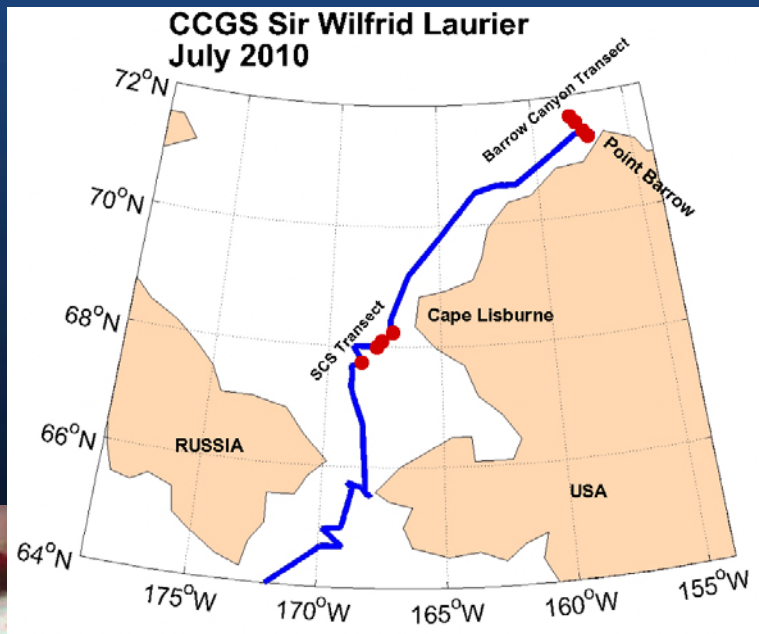 CCGS Sir Wilfrid Laurier
July 2010
72°N
Barrow Canyon Transect
Point Barrow
70°N
68°N
Cape Lisburne
SCS Transect
66°N
RUSSIA
USA
64°N
175°W
170°W
165°W
160°W
155°W